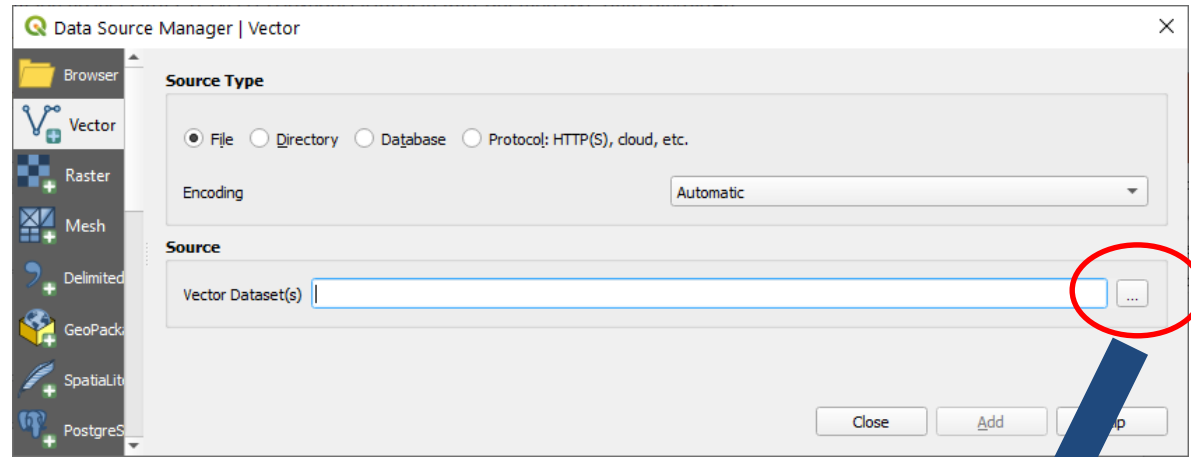 Data Source Manager | Vector
Browser
Vector
Raster
Mesh
Delimited
GeoPack
SpatiaLit
PostgreS
Source Type
File Directory Database Protocol: HTTP(S), cloud, etc.
Encoding Automatic
Source
Vector Dataset(s) ...
Close Add